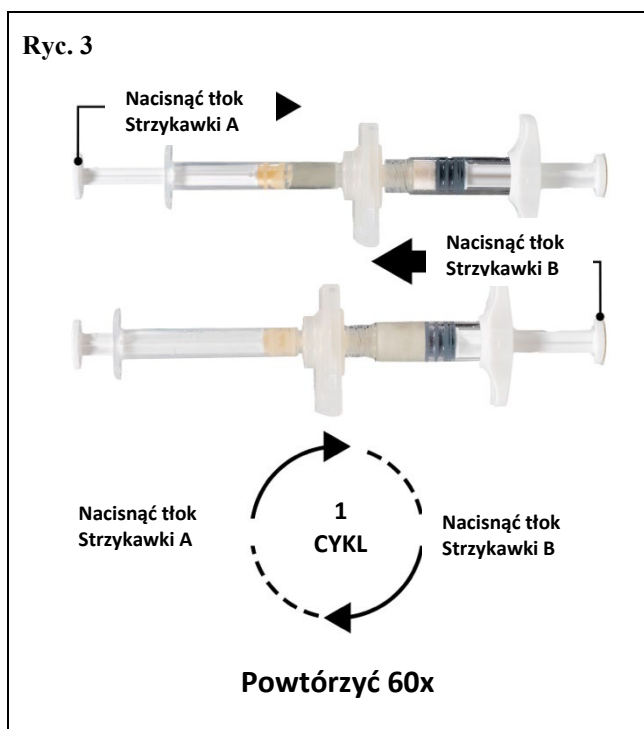 Ryc. 3
Nacisnąć tłok
Strzykawki A
Nacisnąć tłok
Strzykawki B
Nacisnąć tłok
Strzykawki A
1
CYKL
Nacisnąć tłok
Strzykawki B
Powtórzyć 60x